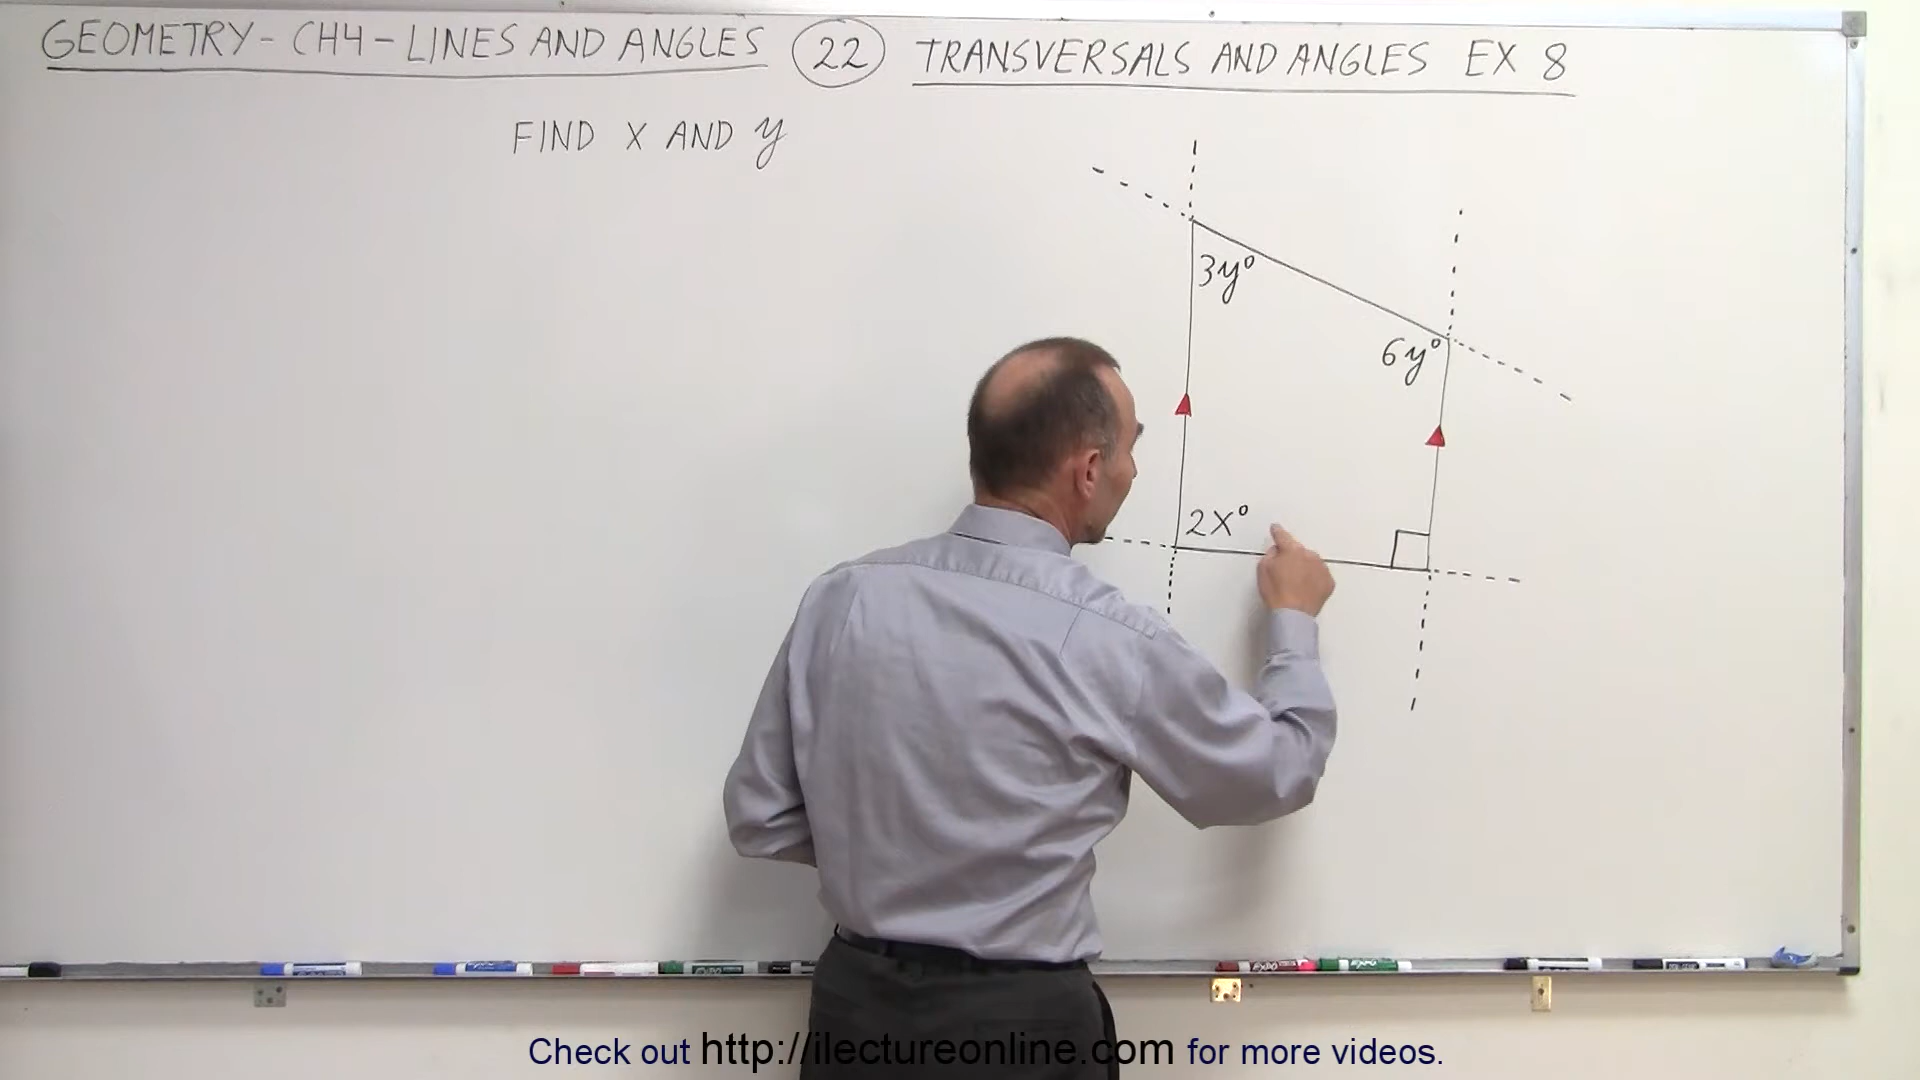 GEOMETRY - CH4 - LINES AND ANGLES 22 TRANSVERSALS AND ANGLES EX 8
FIND X AND y
3y°
6y°
2X°
Check out http://ilectureonline.com for more videos.